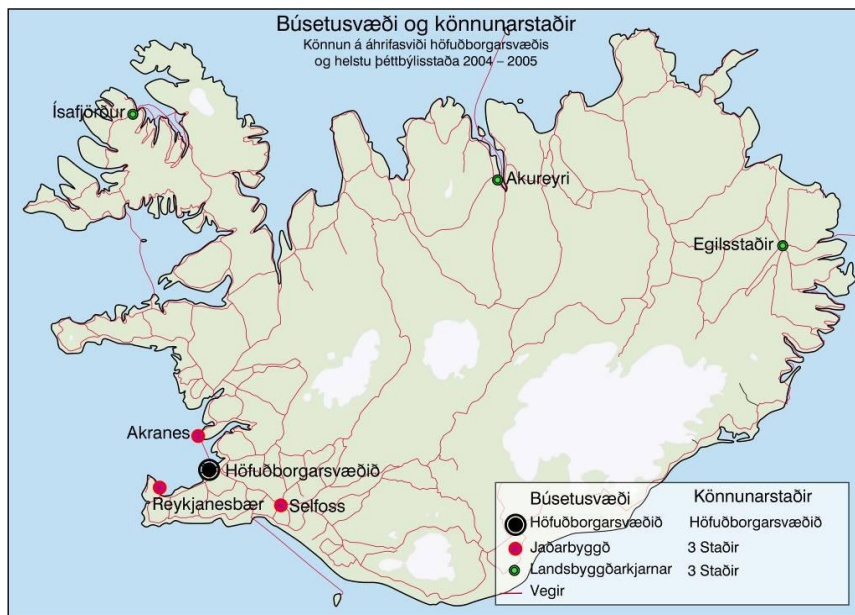 Búsetusvæði og könnunarstaðir
Könnun á áhrifasviði höfuðborgarsvæðis
og helstu þéttbýlisstaða 2004 – 2005
Ísafjörður
Akureyri
Egilsstaðir
Akranes
Höfuðborgarsvæðið
Reykjanesbær
Selfoss
Búsetusvæði Könnunarstaðir
Höfuðborgarsvæðið Höfuðborgarsvæðið
Jaðarbyggð 3 Staðir
Landsbyggðarkjarnar 3 Staðir
Vegir